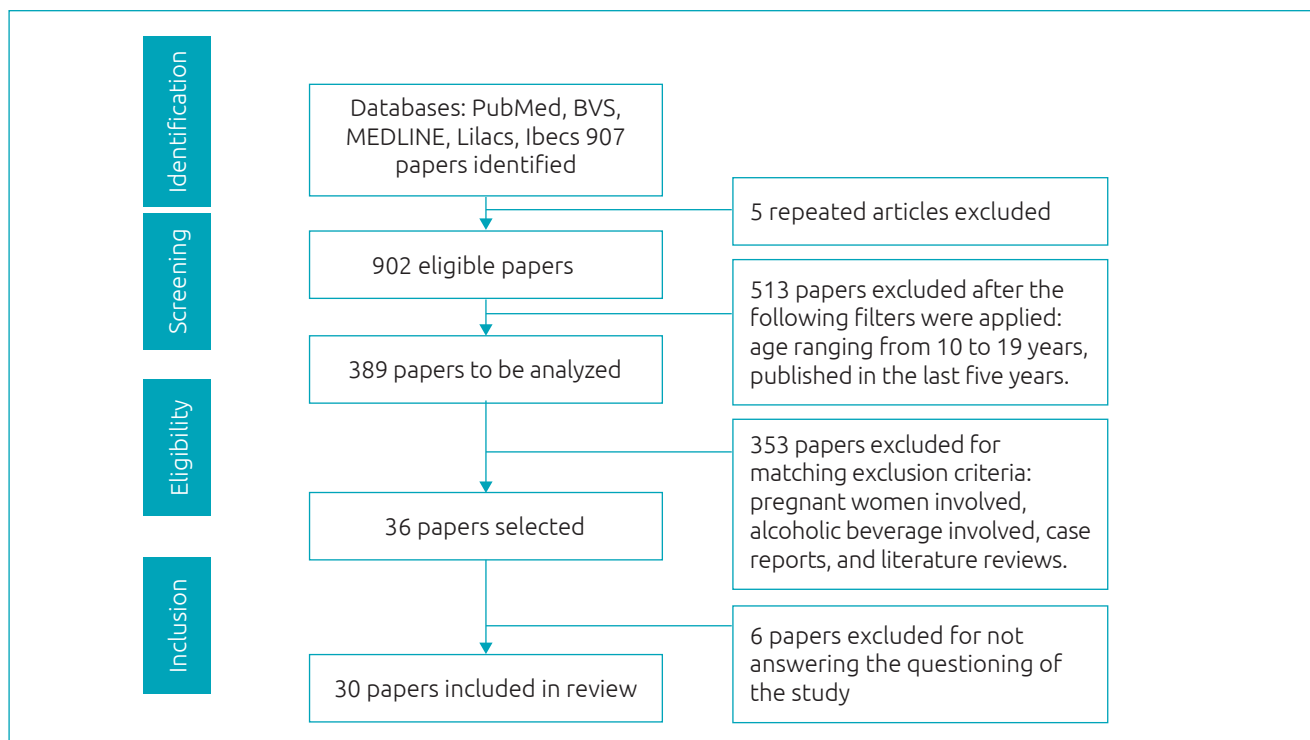 Identification
Databases: PubMed, BVS,
MEDLINE, Lilacs, Ibecs 907
papers identified
5 repeated articles excluded
Screening
902 eligible papers
513 papers excluded after the
following filters were applied:
age ranging from 10 to 19 years,
published in the last five years.
389 papers to be analyzed
Eligibility
353 papers excluded for
matching exclusion criteria:
pregnant women involved,
alcoholic beverage involved, case
reports, and literature reviews.
36 papers selected
Inclusion
6 papers excluded for not
answering the questioning of
the study
30 papers included in review